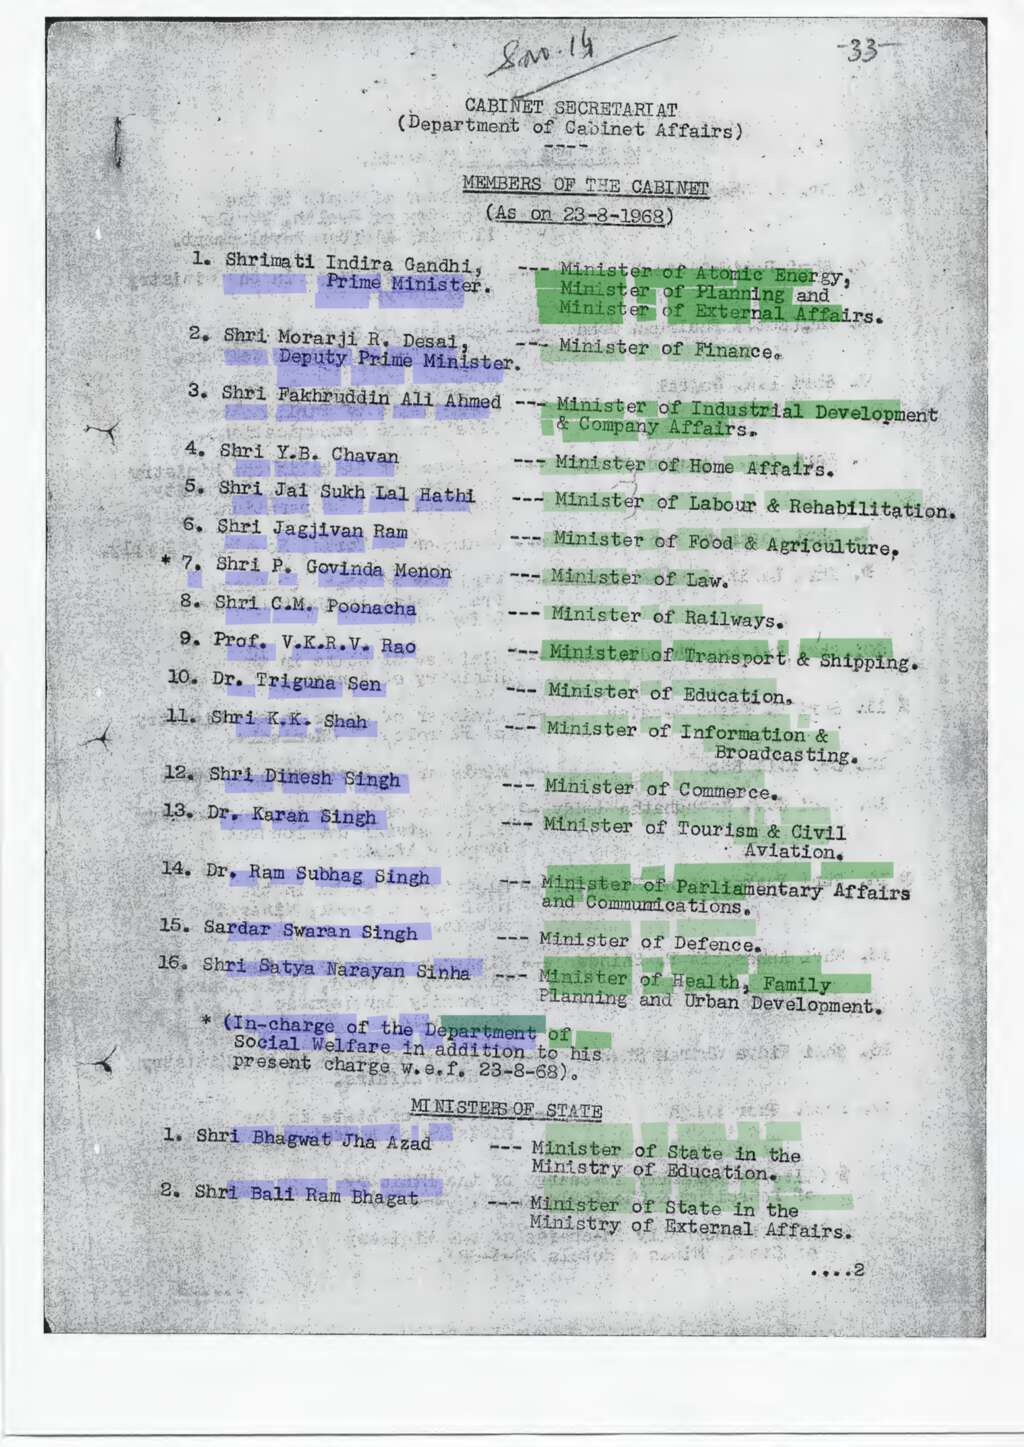 S.no. 14
-33-
CABINET SECRETARIAT
(Department of Cabinet Affairs)
----
MEMBERS OF THE CABINET
(As on 23-8-1968)
1. Shrimati Indira Gandhi, --- Minister of Atomic Energy,
Prime Minister. Minister of Planning and
Minister of External Affairs.
2. Shri Morarji R. Desai, --- Minister of Finance.
Deputy Prime Minister.
3. Shri Fakhruddin Ali Ahmed --- Minister of Industrial Development
& Company Affairs.
4. Shri Y.B. Chavan --- Minister of Home Affairs.
5. Shri Jai Sukh Lal Hathi --- Minister of Labour & Rehabilitation.
6. Shri Jagjivan Ram --- Minister of Food & Agriculture.
* 7. Shri P. Govinda Menon --- Minister of Law.
8. Shri C.M. Poonacha --- Minister of Railways.
9. Prof. V.K.R.V. Rao --- Minister of Transport & Shipping.
10. Dr. Triguna Sen --- Minister of Education.
11. Shri K.K. Shah --- Minister of Information &
Broadcasting.
12. Shri Dinesh Singh --- Minister of Commerce.
13. Dr. Karan Singh --- Minister of Tourism & Civil
Aviation.
14. Dr. Ram Subhag Singh --- Minister of Parliamentary Affairs
and Communications.
15. Sardar Swaran Singh --- Minister of Defence.
16. Shri Satya Narayan Sinha --- Minister of Health, Family
Planning and Urban Development.
* (In-charge of the Department of
Social Welfare in addition to his
present charge w.e.f. 23-8-68).
MINISTERS OF STATE
1. Shri Bhagwat Jha Azad --- Minister of State in the
Ministry of Education.
2. Shri Bali Ram Bhagat --- Minister of State in the
Ministry of External Affairs.
....2